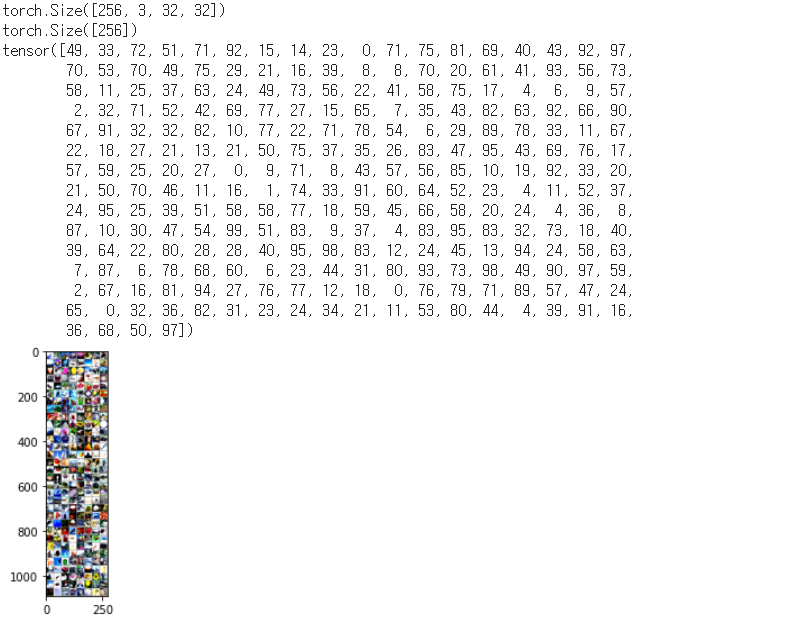 torch.Size([256, 3, 32, 32])
torch.Size([256])
tensor([49, 33, 72, 51, 71, 92, 15, 14, 23,  0, 71, 75, 81, 69, 40, 43, 92, 97,
        70, 53, 70, 49, 75, 29, 21, 16, 39,  8,  8, 70, 20, 61, 41, 93, 56, 73,
        58, 11, 25, 37, 63, 24, 49, 73, 56, 22, 41, 58, 75, 17,  4,  6,  9, 57,
         2, 32, 71, 52, 42, 69, 77, 27, 15, 65,  7, 35, 43, 82, 63, 92, 66, 90,
        67, 91, 32, 32, 82, 10, 77, 22, 71, 78, 54,  6, 29, 89, 78, 33, 11, 67,
        22, 18, 27, 21, 13, 21, 50, 75, 37, 35, 26, 83, 47, 95, 43, 69, 76, 17,
        57, 59, 25, 20, 27,  0,  9, 71,  8, 43, 57, 56, 85, 10, 19, 92, 33, 20,
        21, 50, 70, 46, 11, 16,  1, 74, 33, 91, 60, 64, 52, 23,  4, 11, 52, 37,
        24, 95, 25, 39, 51, 58, 58, 77, 18, 59, 45, 66, 58, 20, 24,  4, 36,  8,
        87, 10, 30, 47, 54, 99, 51, 83,  9, 37,  4, 83, 95, 83, 32, 73, 18, 40,
        39, 64, 22, 80, 28, 28, 40, 95, 98, 83, 12, 24, 45, 13, 94, 24, 58, 63,
         7, 87,  6, 78, 68, 60,  6, 23, 44, 31, 80, 93, 73, 98, 49, 90, 97, 59,
         2, 67, 16, 81, 94, 27, 76, 77, 12, 18,  0, 76, 79, 71, 89, 57, 47, 24,
        65,  0, 32, 36, 82, 31, 23, 24, 34, 21, 11, 53, 80, 44,  4, 39, 91, 16,
        36, 68, 50, 97])
0
200
400
600
800
1000
0 250